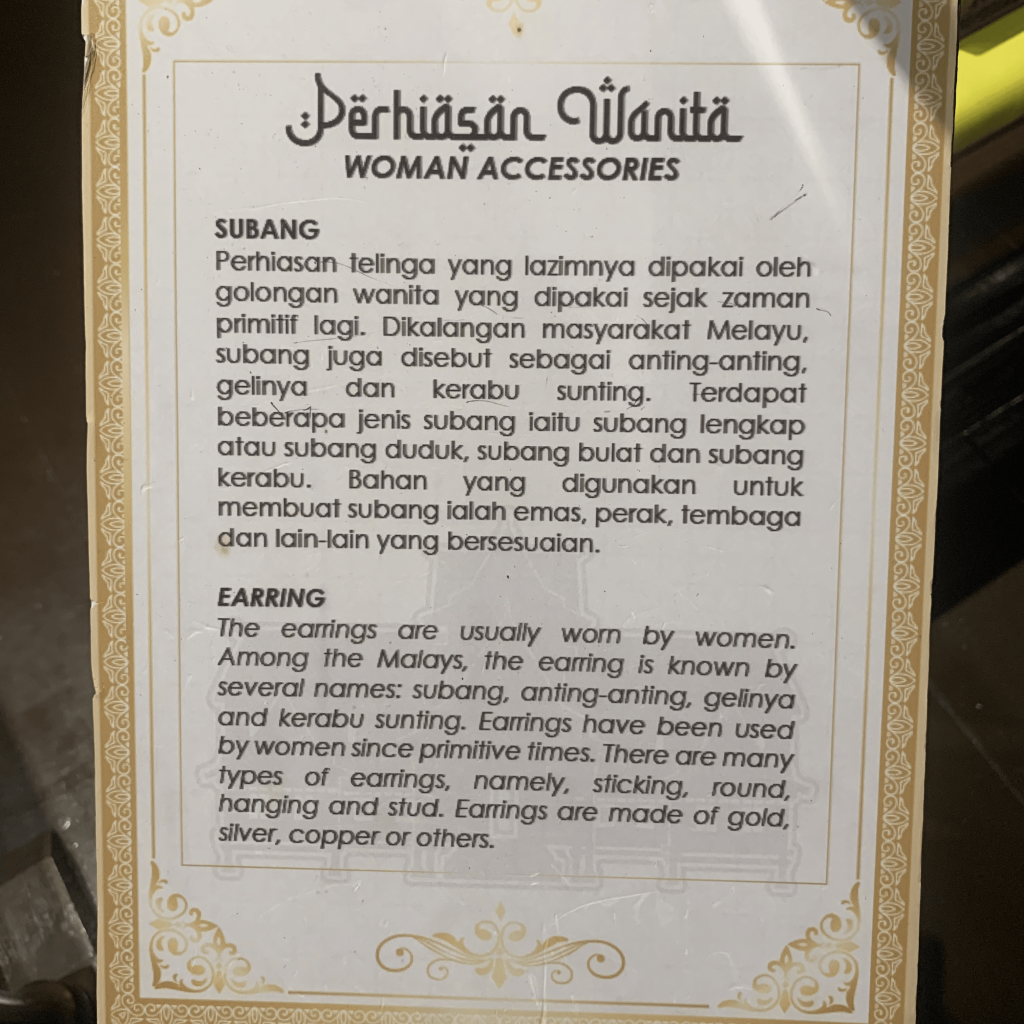 Perhiasan Wanita
WOMAN ACCESSORIES
SUBANG
Perhiasan telinga yang lazimnya dipakai oleh
golongan wanita yang dipakai sejak zaman
primitif lagi. Dikalangan masyarakat Melayu,
subang juga disebut sebagai anting-anting,
gelinya dan kerabu sunting. Terdapat
beberapa jenis subang iaitu subang lengkap
atau subang duduk, subang bulat dan subang
kerabu. Bahan yang digunakan untuk
membuat subang ialah emas, perak, tembaga
dan lain-lain yang bersesuaian.
EARRING
The earrings are usually worn by women.
Among the Malays, the earring is known by
several names: subang, anting-anting, gelinya
and kerabu sunting. Earrings have been used
by women since primitive times. There are many
types of earrings, namely, sticking, round,
hanging and stud. Earrings are made of gold,
silver, copper or others.